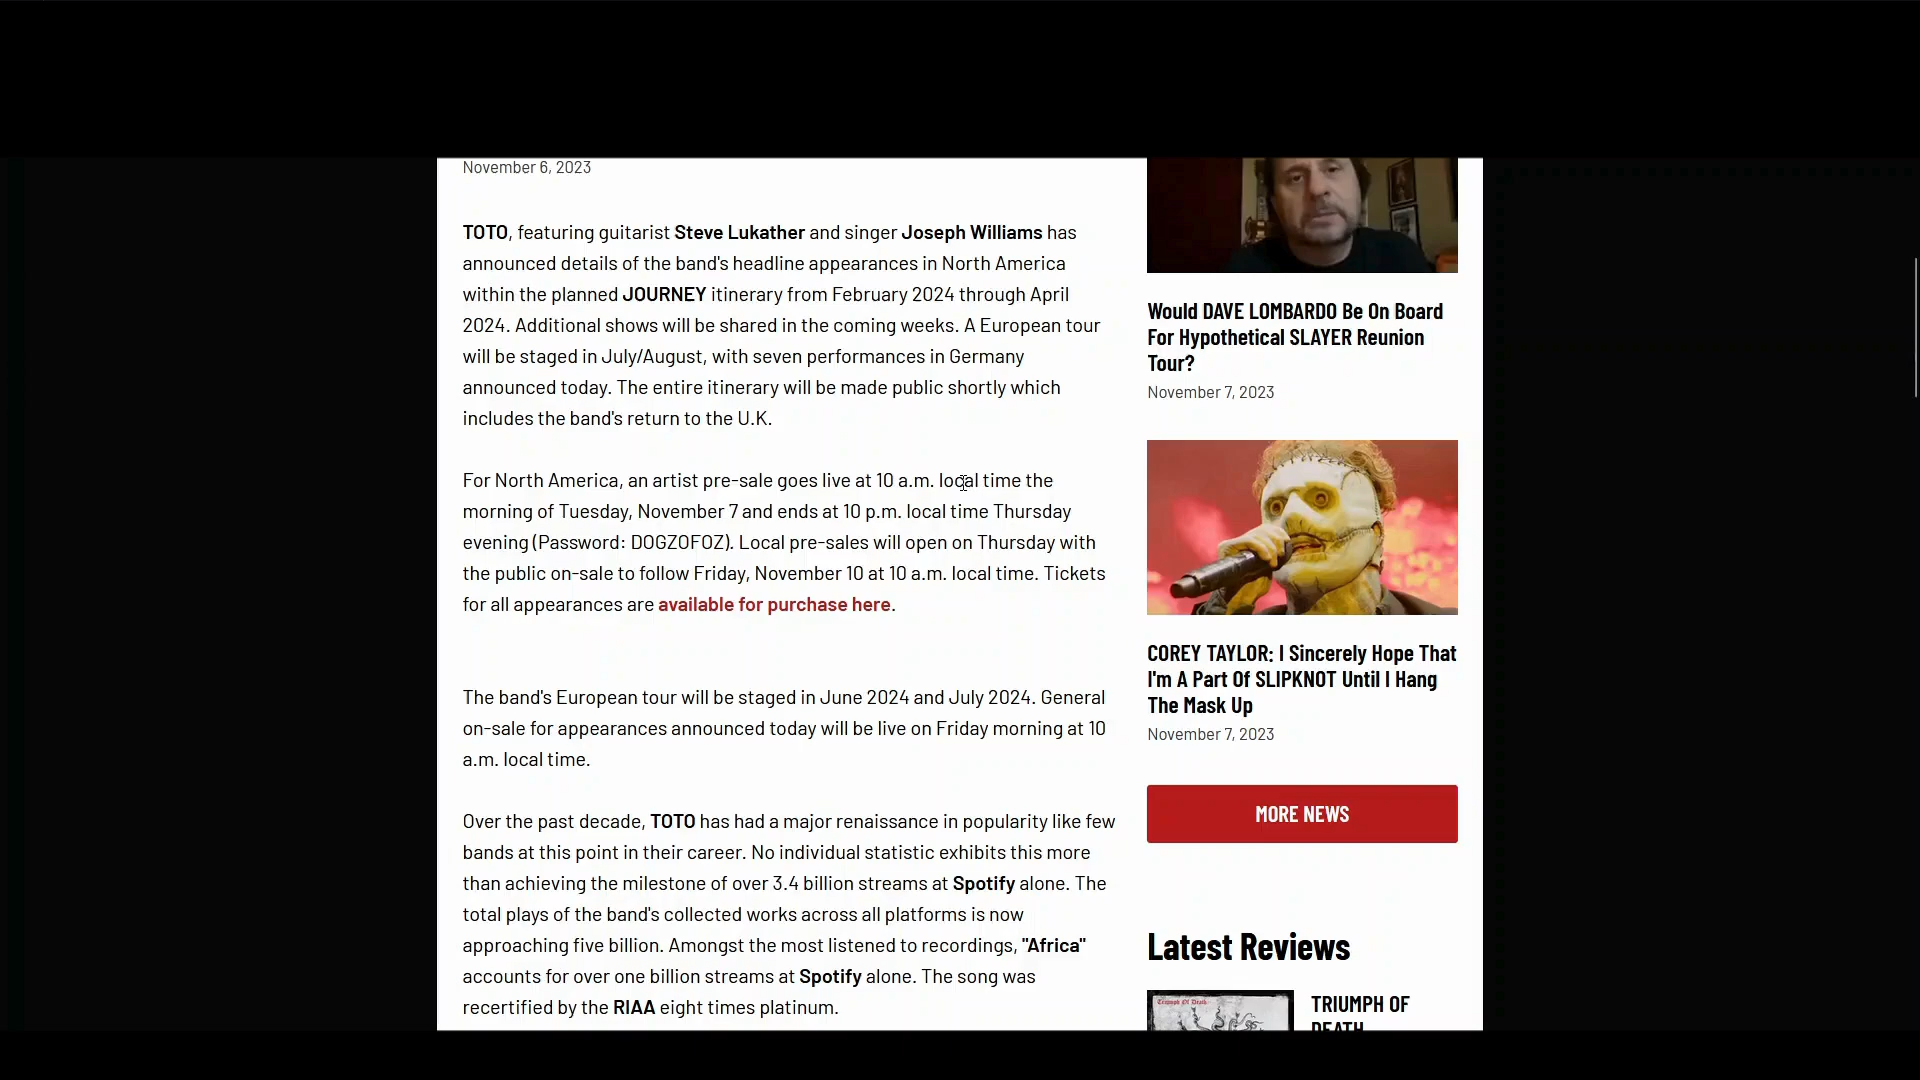 November 6, 2023
TOTO, featuring guitarist Steve Lukather and singer Joseph Williams has
announced details of the band's headline appearances in North America
within the planned JOURNEY itinerary from February 2024 through April
2024. Additional shows will be shared in the coming weeks. A European tour
will be staged in July/August, with seven performances in Germany
announced today. The entire itinerary will be made public shortly which
includes the band's return to the U.K.
For North America, an artist pre-sale goes live at 10 a.m. local time the
morning of Tuesday, November 7 and ends at 10 p.m. local time Thursday
evening (Password: DOGZOFOZ). Local pre-sales will open on Thursday with
the public on-sale to follow Friday, November 10 at 10 a.m. local time. Tickets
for all appearances are available for purchase here.
The band's European tour will be staged in June 2024 and July 2024. General
on-sale for appearances announced today will be live on Friday morning at 10
a.m. local time.
Over the past decade, TOTO has had a major renaissance in popularity like few
bands at this point in their career. No individual statistic exhibits this more
than achieving the milestone of over 3.4 billion streams at Spotify alone. The
total plays of the band's collected works across all platforms is now
approaching five billion. Amongst the most listened to recordings, "Africa"
accounts for over one billion streams at Spotify alone. The song was
recertified by the RIAA eight times platinum.
Would DAVE LOMBARDO Be On Board
For Hypothetical SLAYER Reunion
Tour?
November 7, 2023
COREY TAYLOR: I Sincerely Hope That
I'm A Part Of SLIPKNOT Until I Hang
The Mask Up
November 7, 2023
MORE NEWS
Latest Reviews
Triumph Of Death
TRIUMPH OF
DEATH